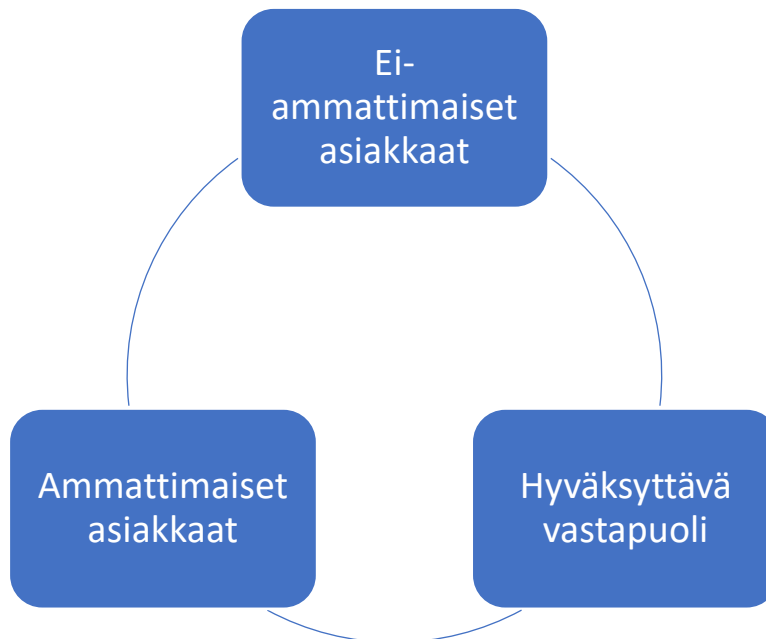 Ei-
ammattimaiset
asiakkaat
Ammattimaiset
asiakkaat
Hyväksyttävä
vastapuoli